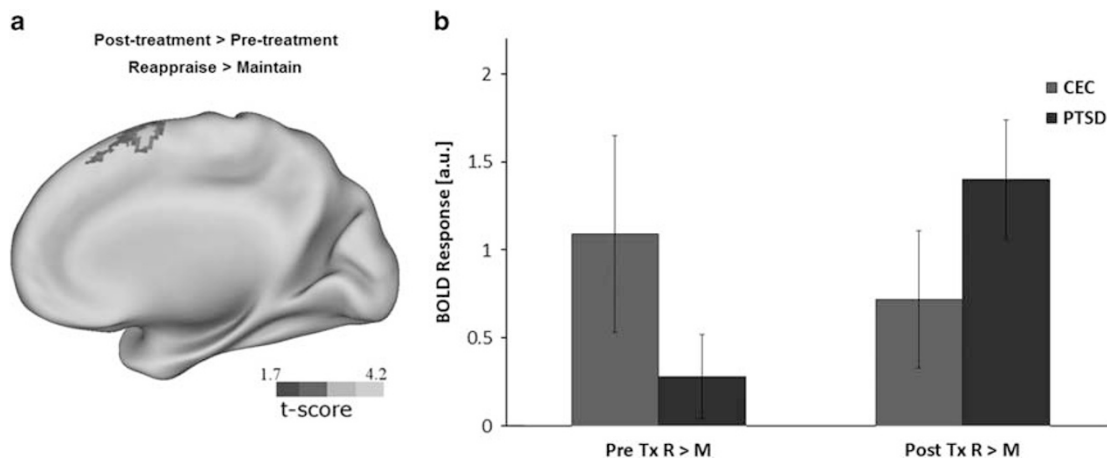 a
Post-treatment > Pre-treatment
Reappraise > Maintain
1.7 4.2
t-score
b
BOLD Response [a.u.]
2
1.5
1
0.5
0
CEC
PTSD
Pre Tx R > M
Post Tx R > M